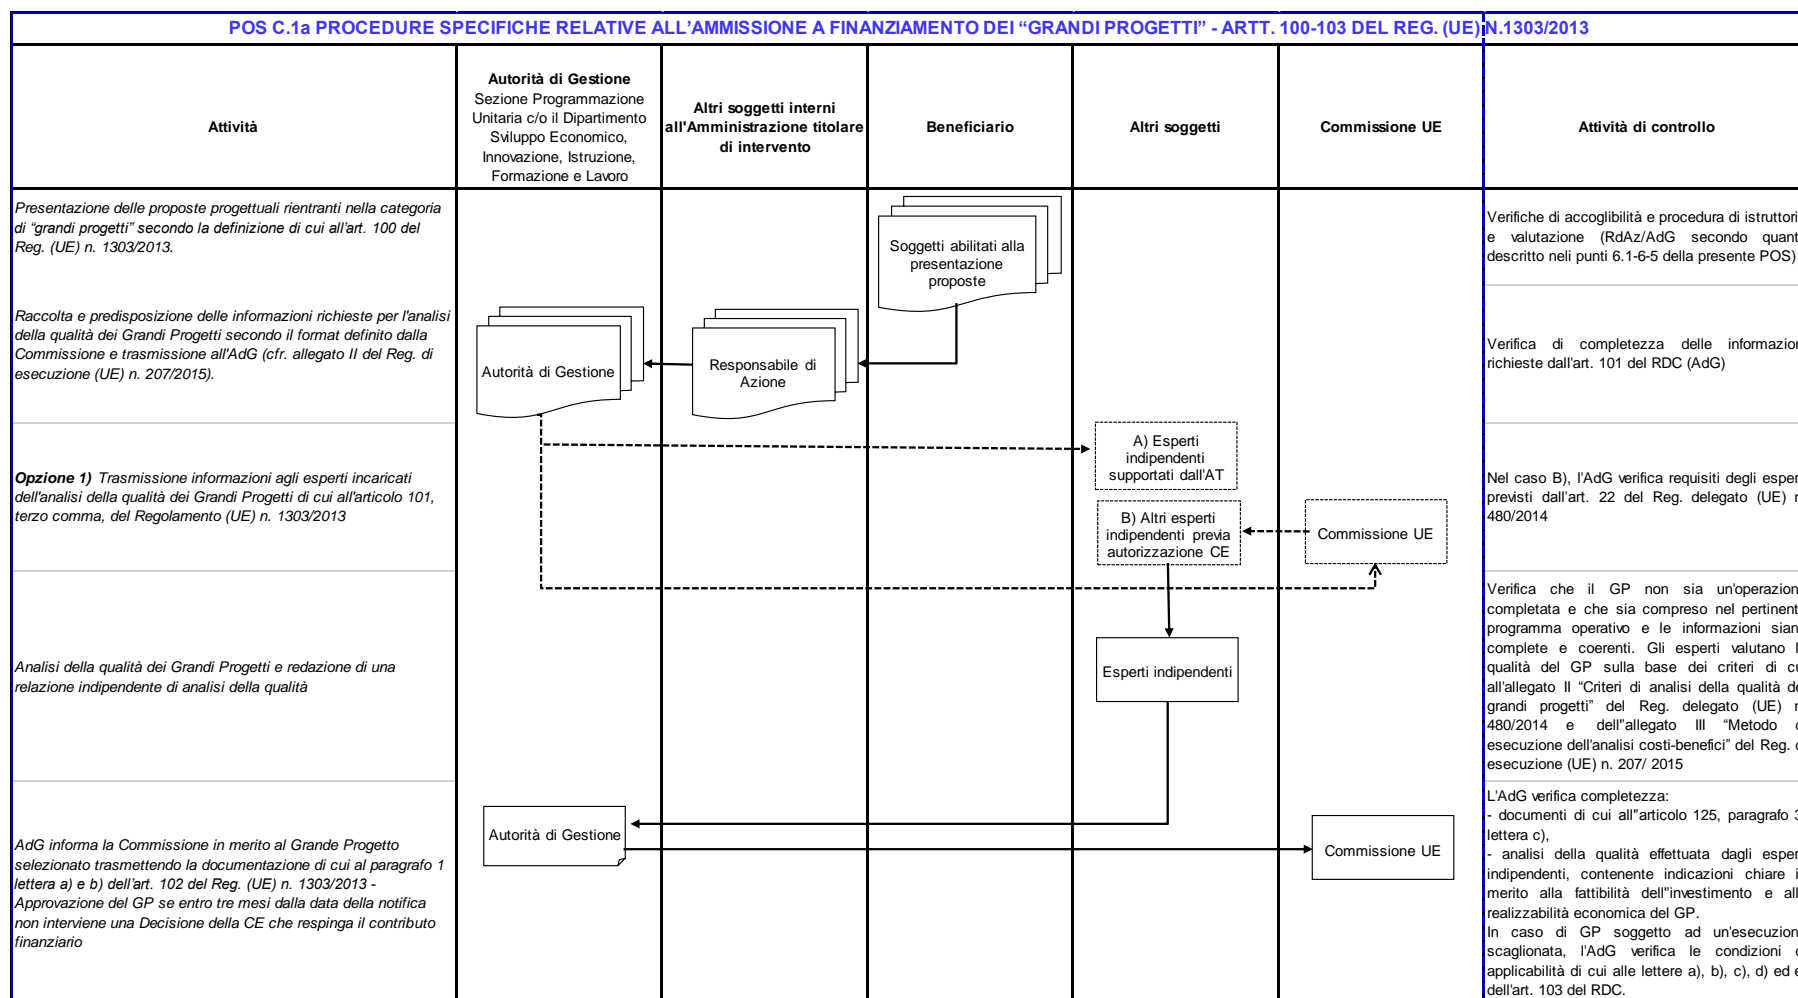 POS C.1a PROCEDURE SPECIFICHE RELATIVE ALL'AMMISSIONE A FINANZIAMENTO DEI “GRANDI PROGETTI” - ARTT. 100-103 DEL REG. (UE) N.1303/2013
Attività
Autorità di Gestione
Sezione Programmazione
Unitaria c/o il Dipartimento
Sviluppo Economico,
Innovazione, Istruzione,
Formazione e Lavoro
Altri soggetti interni
all'Amministrazione titolare
di intervento
Beneficiario
Altri soggetti
Commissione UE
Attività di controllo
Presentazione delle proposte progettuali rientranti nella categoria
di “grandi progetti” secondo la definizione di cui all'art. 100 del
Reg. (UE) n. 1303/2013.
Soggetti abilitati alla
presentazione
proposte
Verifiche di accoglibilità e procedura di
e valutazione (RdAz/AdG secondo
descritto neli punti 6.1-6-5 della presente POS)
Raccolta e predisposizione delle informazioni richieste per l'analisi
della qualità dei Grandi Progetti secondo il format definito dalla
Commissione e trasmissione all'AdG (cfr. allegato II del Reg. di
esecuzione (UE) n. 207/2015).
Autorità di Gestione
Responsabile di
Azione
Verifica di completezza delle
richieste dall'art. 101 del RDC (AdG)
Opzione 1) Trasmissione informazioni agli esperti incaricati
dell'analisi della qualità dei Grandi Progetti di cui all'articolo 101,
terzo comma, del Regolamento (UE) n. 1303/2013
A) Esperti
indipendenti
supportati dall'AT
B) Altri esperti
indipendenti previa
autorizzazione CE
Commissione UE
Nel caso B), l'AdG verifica requisiti degli
previsti dall'art. 22 del Reg. delegato (UE)
480/2014
Analisi della qualità dei Grandi Progetti e redazione di una
relazione indipendente di analisi della qualità
Esperti indipendenti
Verifica che il GP non sia
completata e che sia compreso nel
programma operativo e le informazioni
complete e coerenti. Gli esperti valutano
qualità del GP sulla base dei criteri di
all'allegato II “Criteri di analisi della qualità
grandi progetti” del Reg. delegato (UE)
480/2014 e dell"allegato III “Metodo
esecuzione dell'analisi costi-benefici” del Reg.
esecuzione (UE) n. 207/ 2015
AdG informa la Commissione in merito al Grande Progetto
selezionato trasmettendo la documentazione di cui al paragrafo 1
lettera a) e b) dell'art. 102 del Reg. (UE) n. 1303/2013 -
Approvazione del GP se entro tre mesi dalla data della notifica
non interviene una Decisione della CE che respinga il contributo
finanziario
Autorità di Gestione
Commissione UE
L'AdG verifica completezza:
- documenti di cui all"articolo 125, paragrafo
lettera c),
- analisi della qualità effettuata dagli
indipendenti, contenente indicazioni chiare
merito alla fattibilità dell"investimento e
realizzabilità economica del GP.
In caso di GP soggetto ad
scaglionata, l'AdG verifica le condizioni
applicabilità di cui alle lettere a), b), c), d) ed
dell'art. 103 del RDC.